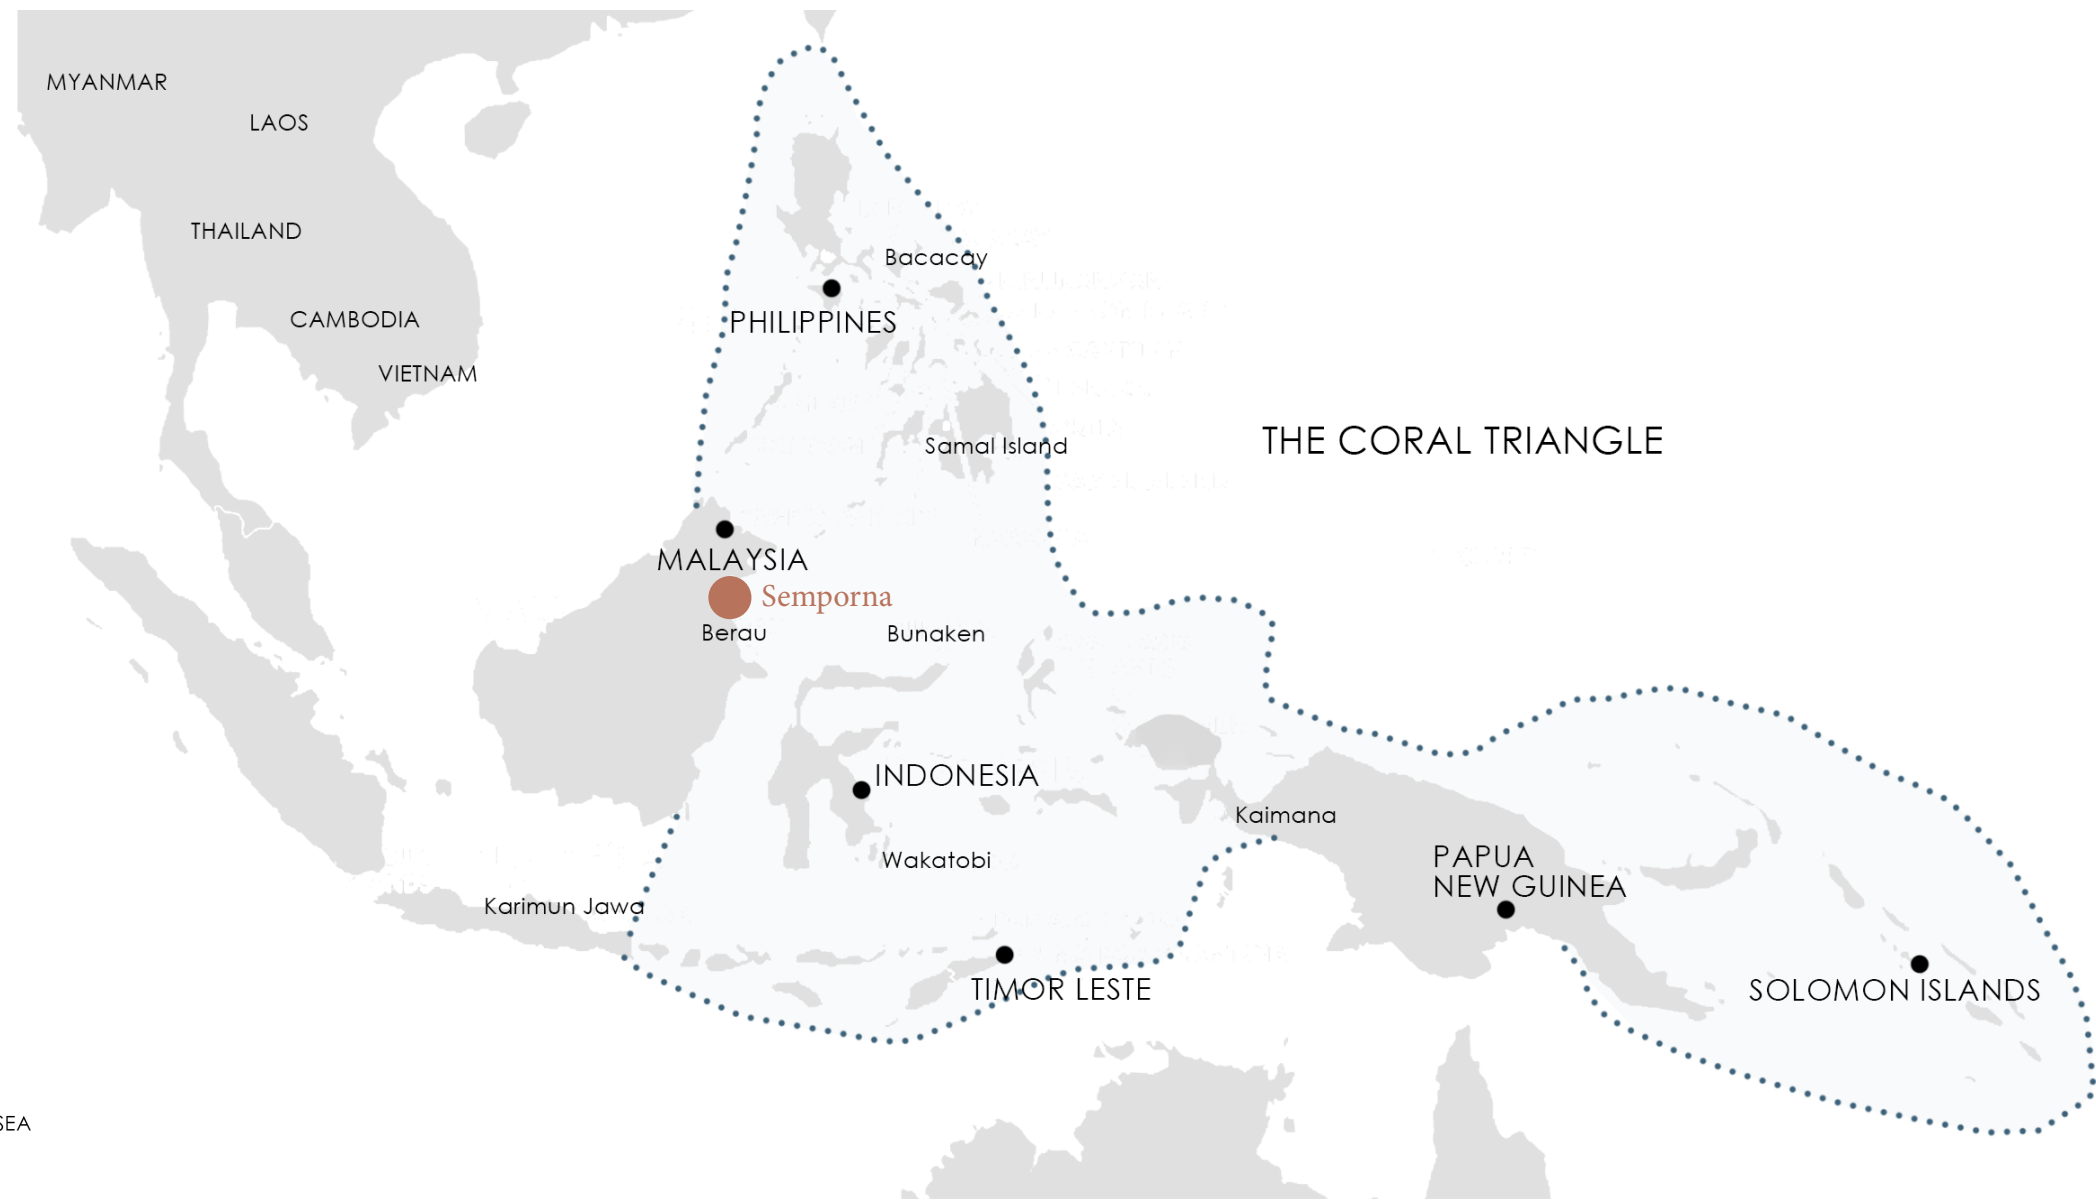 MYANMAR
LAOS
THAILAND
Bacacay
CAMBODIA
PHILIPPINES
VIETNAM
THE CORAL TRIANGLE
Samal Island
MALAYSIA
Semporna
Berau
Bunaken
INDONESIA
Kaimana
Wakatobi
PAPUA
NEW GUINEA
Karimun Jawa
TIMOR LESTE
SOLOMON ISLANDS
SEA